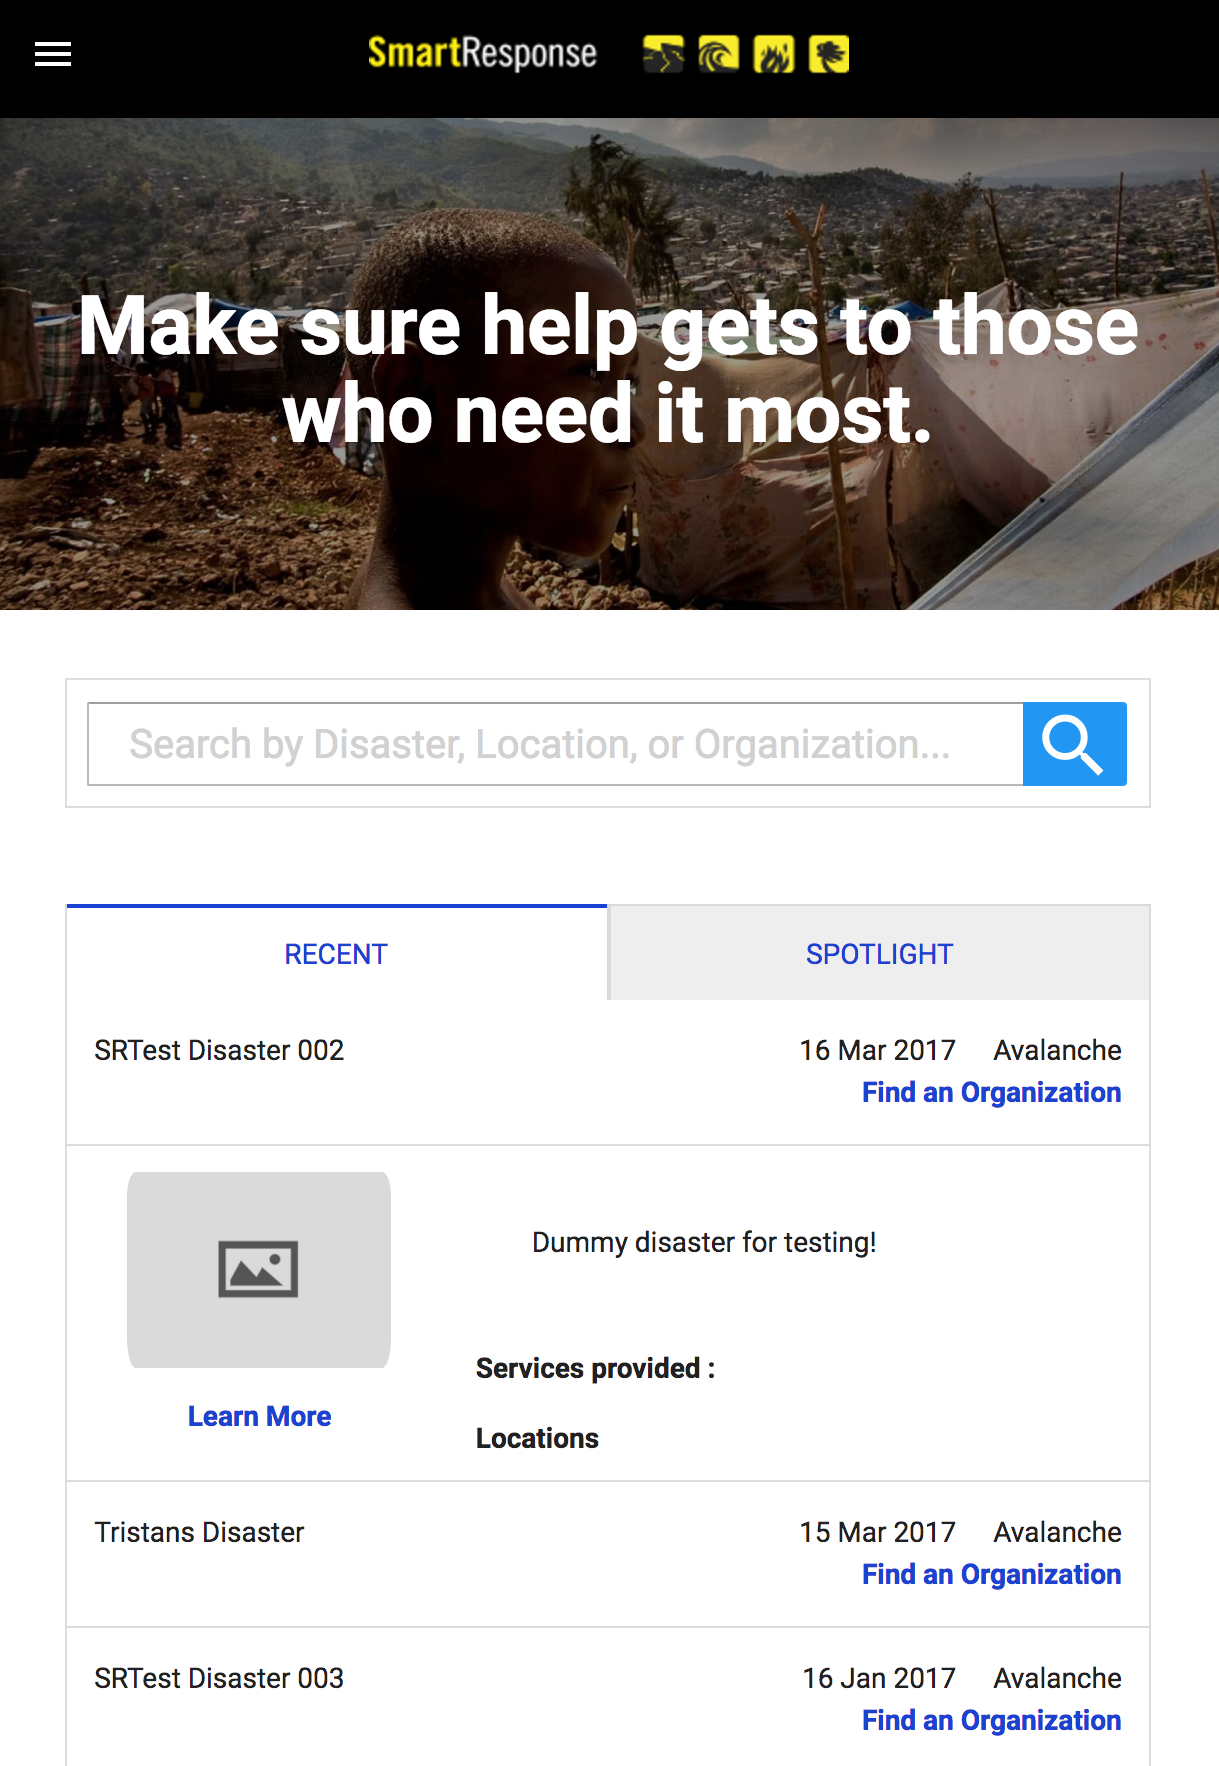 SmartResponse
Make sure help gets to those
who need it most.
Search by Disaster, Location, or Organization...
RECENT
SPOTLIGHT
SRTest Disaster 002
16 Mar 2017 Avalanche
Find an Organization
Dummy disaster for testing!
Services provided :
Learn More
Locations
Tristans Disaster
15 Mar 2017 Avalanche
Find an Organization
SRTest Disaster 003
16 Jan 2017 Avalanche
Find an Organization